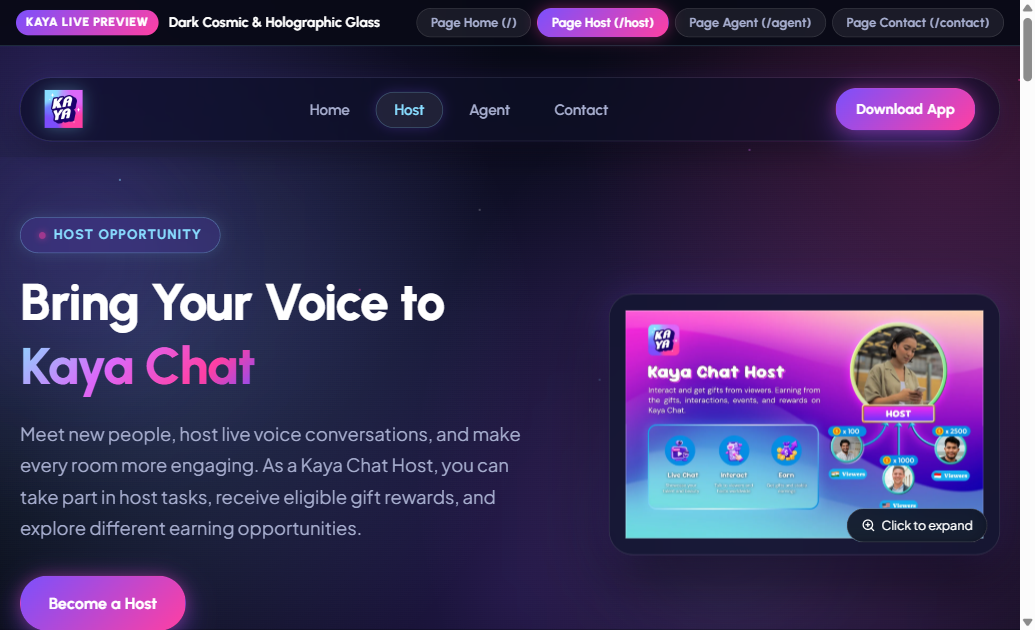 KAYA LIVE PREVIEW Dark Cosmic & Holographic Glass Page Home (/) Page Host (/host) Page Agent (/agent) Page Contact (/contact)
KAYA Home Host Agent Contact Download App
HOST OPPORTUNITY
Bring Your Voice to
Kaya Chat
Meet new people, host live voice conversations, and make
every room more engaging. As a Kaya Chat Host, you can
take part in host tasks, receive eligible gift rewards, and
explore different earning opportunities.
Become a Host
KAYA
Kaya Chat Host
Interact and get gifts from viewers. Earning from
the gifts, interactions, events, and rewards on
Kaya Chat.
Live Chat Interact Earn
HOST
x 100 x 2500
x 1000
Viewers Viewers
Viewers
Click to expand